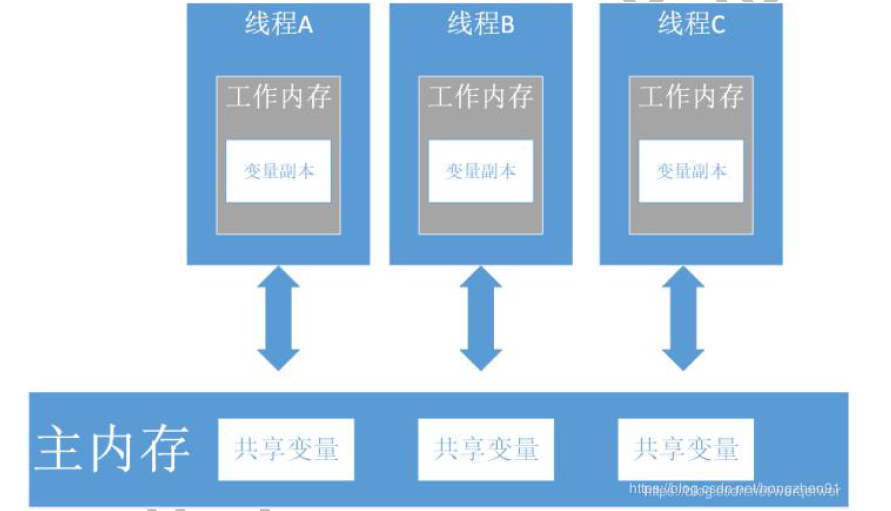 线程A
线程B
线程C
工作内存
工作内存
工作内存
变量副本
变量副本
变量副本
主内存
共享变量
共享变量
共享变量
https://blog.csdn.net/hongzhen91